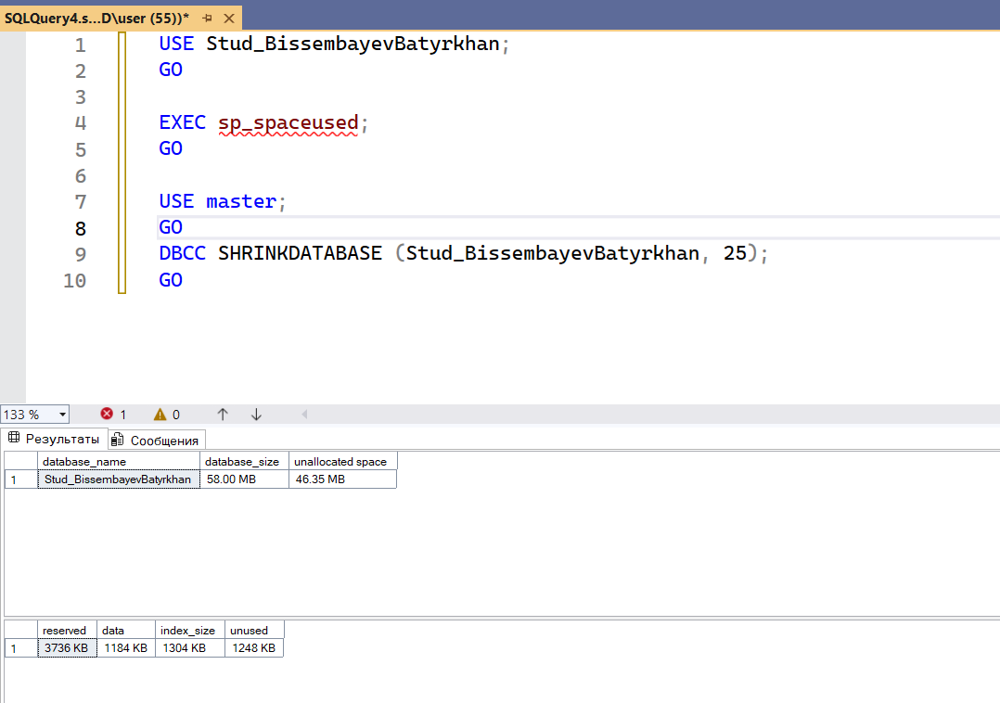 SQLQuery4.s...D\user (55))*
1 USE Stud_BissembayevBatyrkhan;
2 GO
3
4 EXEC sp_spaceused;
5 GO
6
7 USE master;
8 GO
9 DBCC SHRINKDATABASE (Stud_BissembayevBatyrkhan, 25);
10 GO
133 % 1 0
Результаты Сообщения
database_name database_size unallocated space
1 Stud_BissembayevBatyrkhan 58.00 MB 46.35 MB
reserved data index_size unused
1 3736 KB 1184 KB 1304 KB 1248 KB